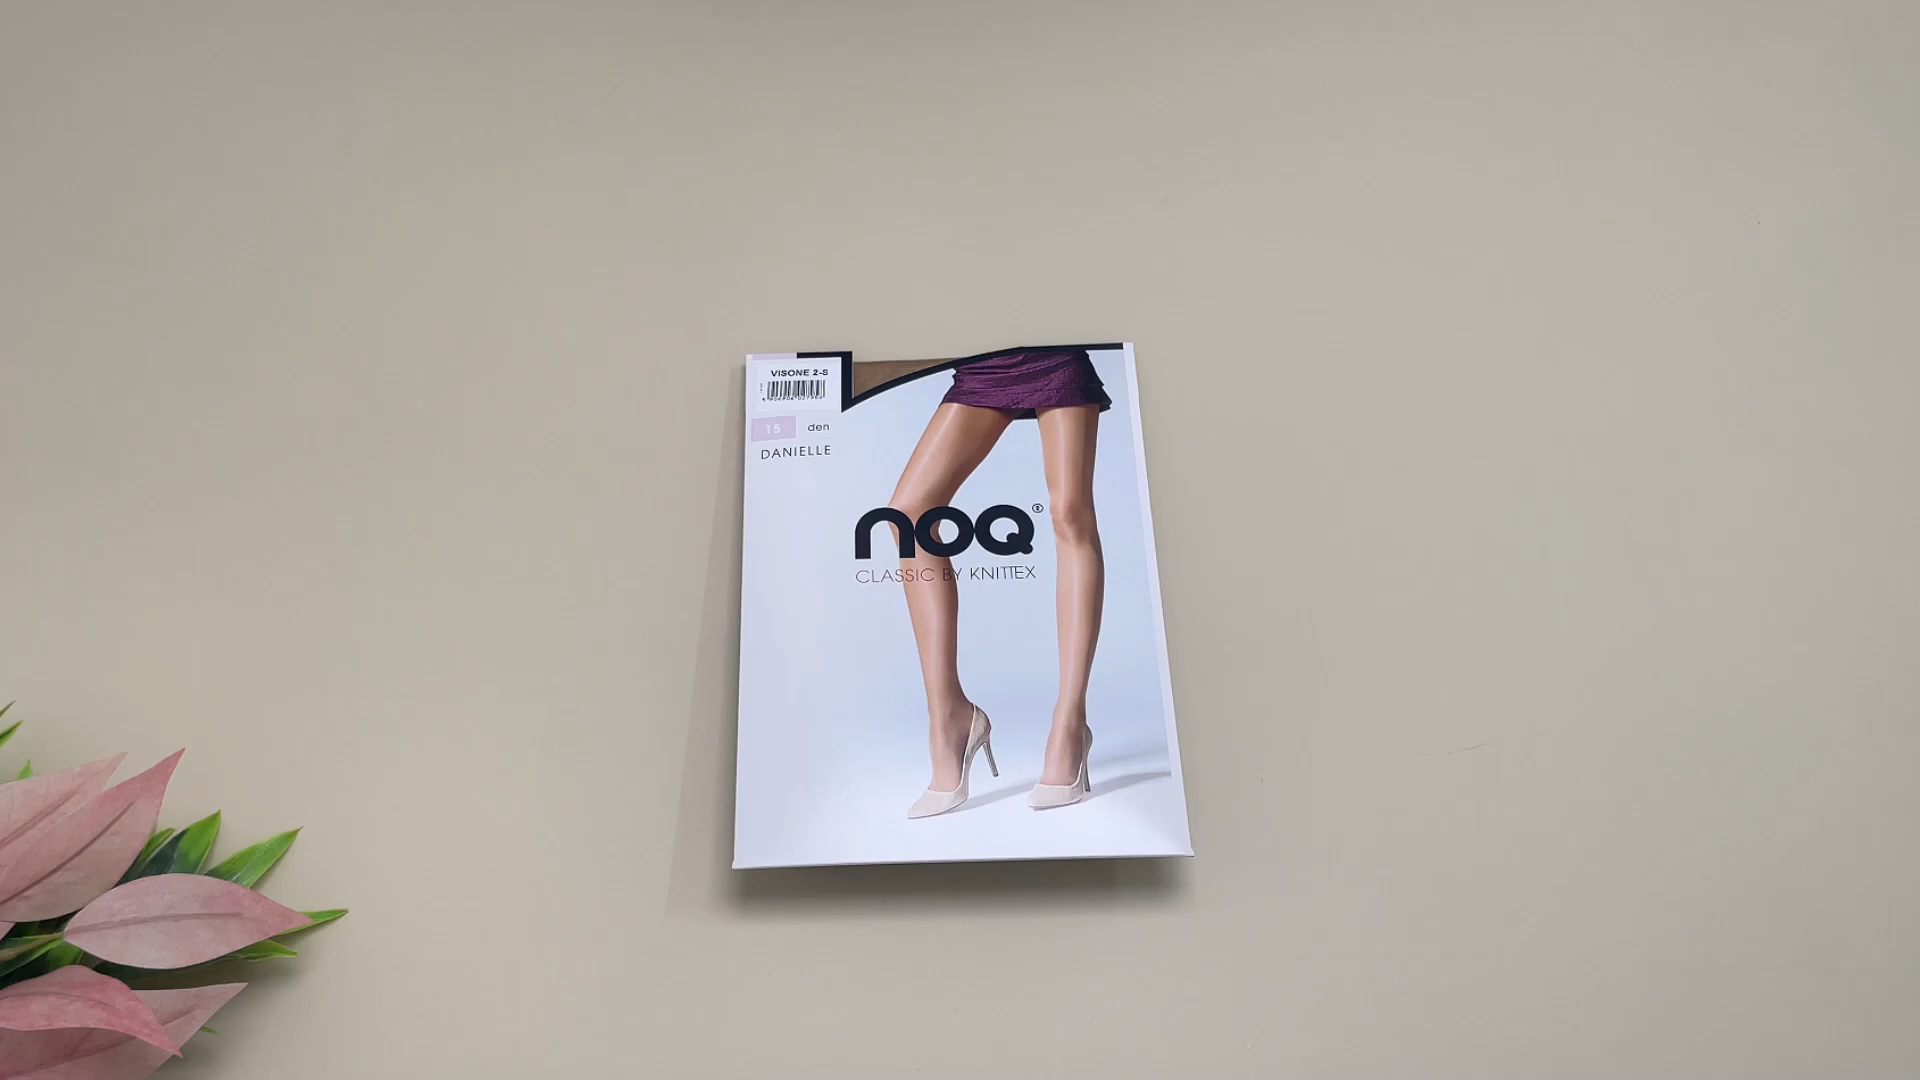 VISONE 2-S
15 den
DANIELLE
noQ®
CLASSIC BY KNITTEX